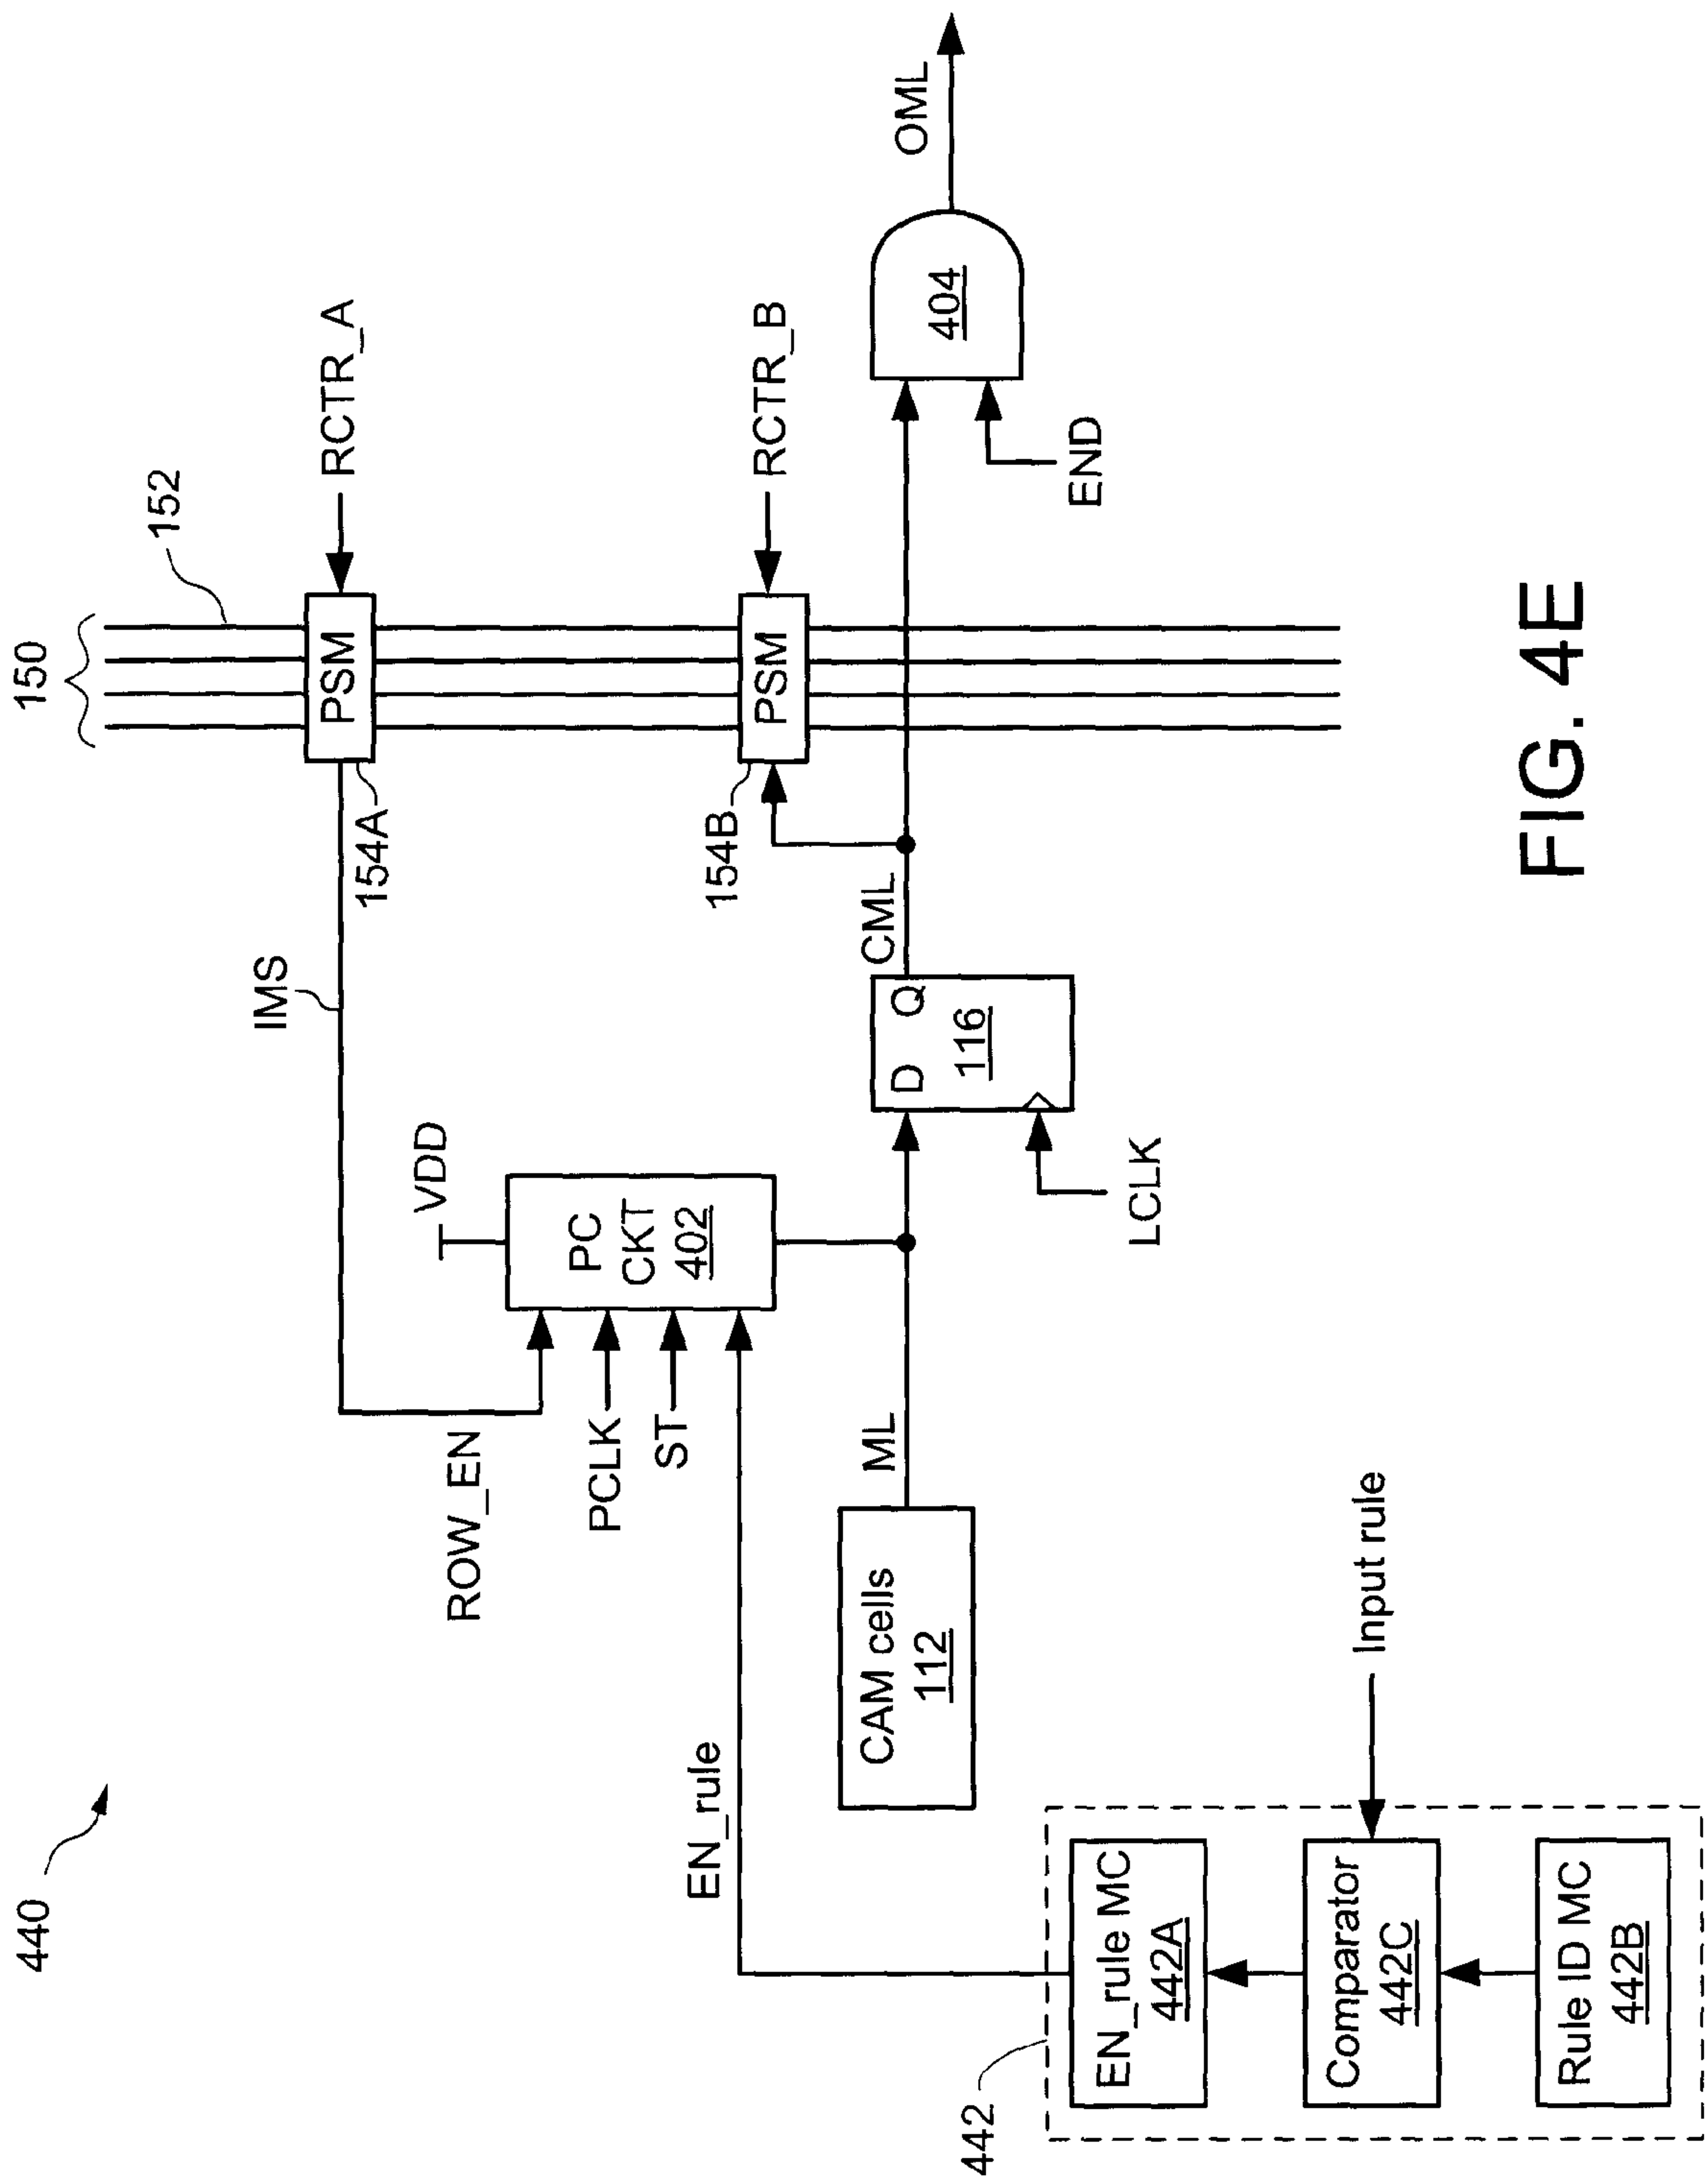 440
150
152
RCTR_A
PSM
154A
IMS
ROW_EN
VDD
PC
CKT
402
PCLK
ST
EN_rule
RCTR_B
PSM
154B
CML
OML
404
END
D Q
116
LCLK
ML
CAM cells
112
442
EN_rule MC
442A
Comparator
442C
Rule ID MC
442B
Input rule
FIG. 4E